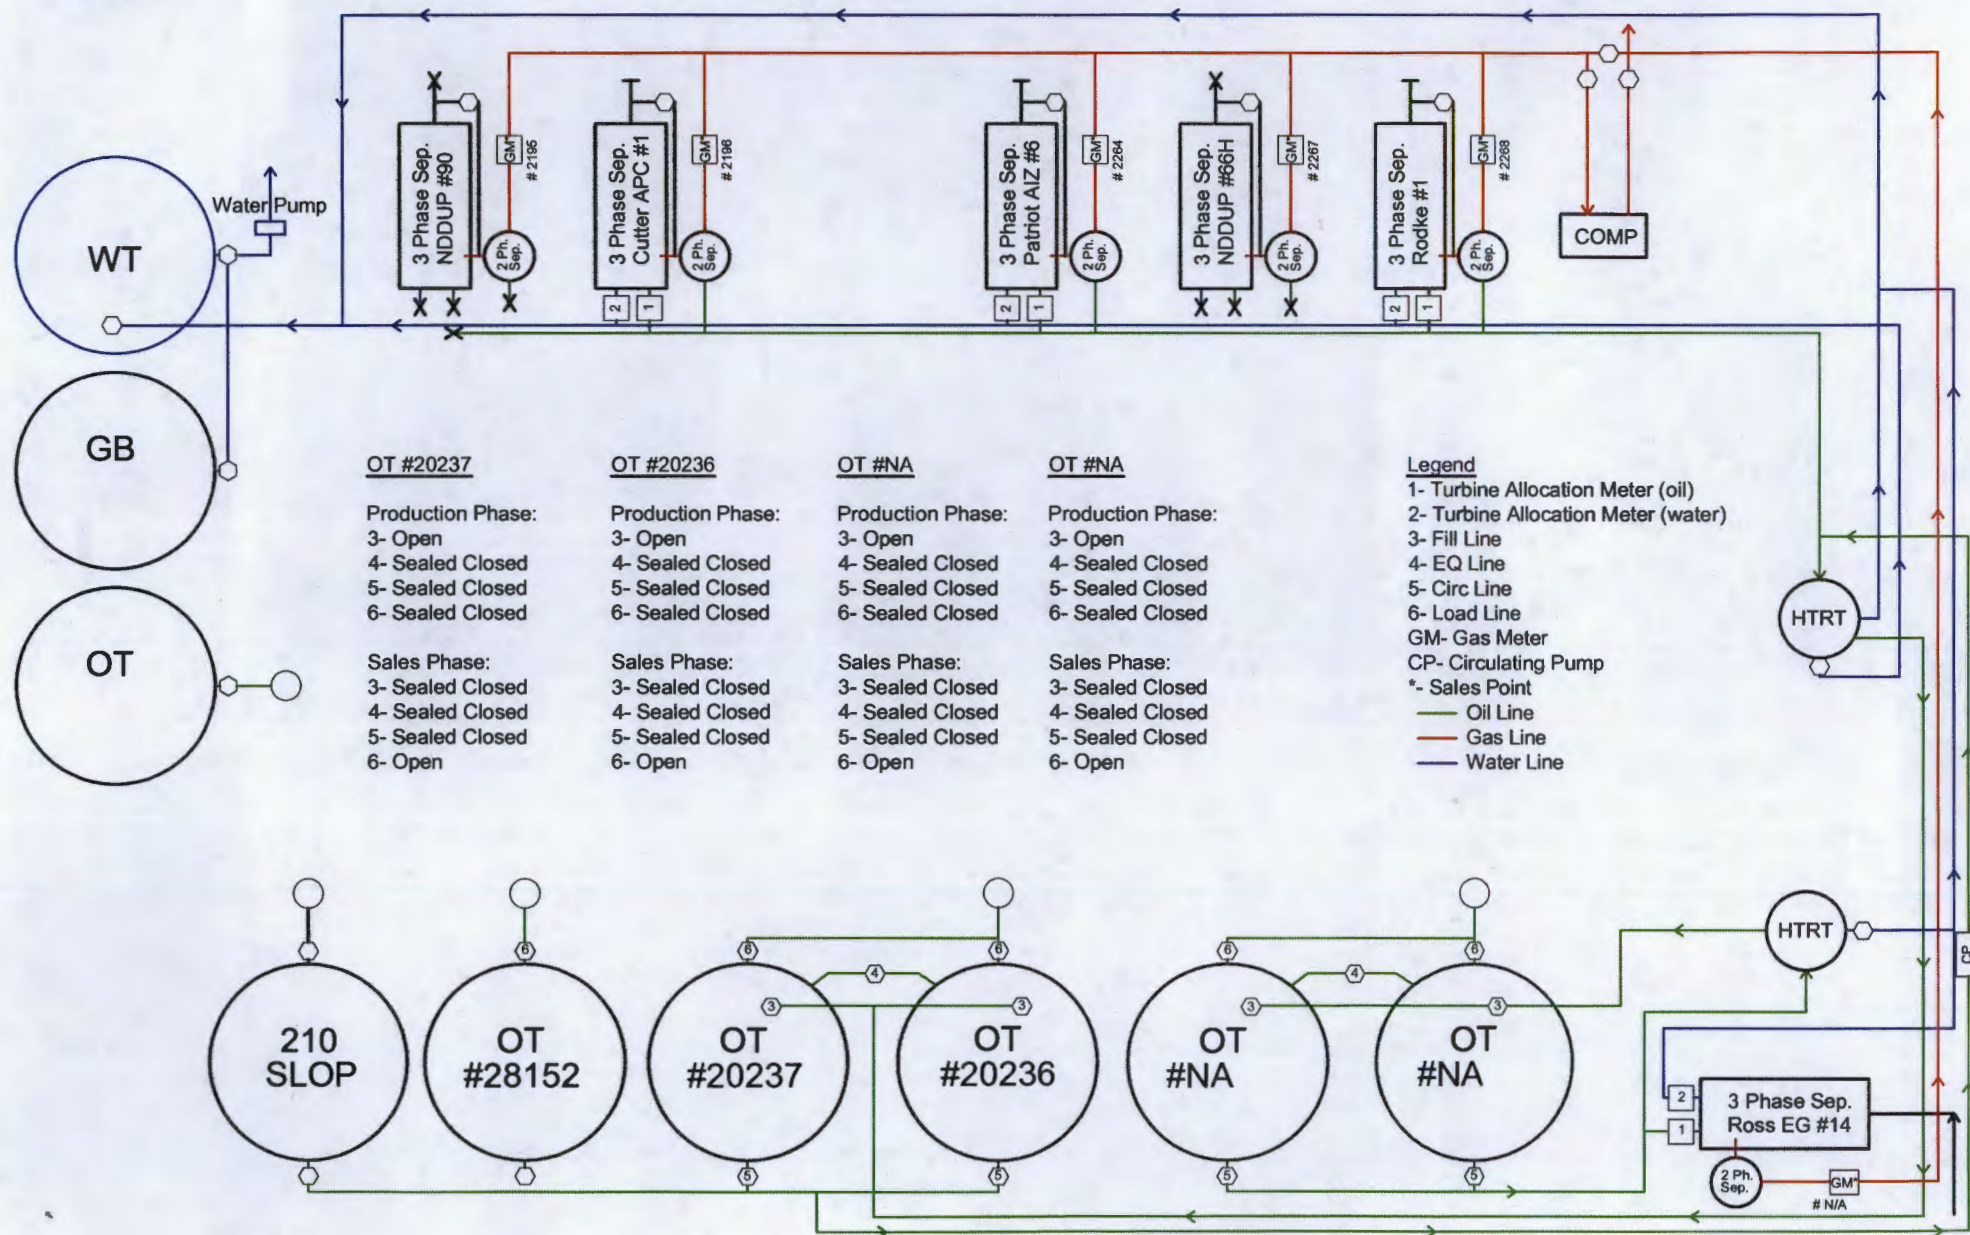 3 Phase Sep.
NDDUP #90
GM*
# 2195
2 Ph.
Sep.
3 Phase Sep.
Cutter APC #1
GM*
# 2196
2 Ph.
Sep.
2
1
3 Phase Sep.
Patriot AIZ #6
GM*
# 2264
2 Ph.
Sep.
2
1
3 Phase Sep.
NDDUP #66H
GM*
# 2267
2 Ph.
Sep.
3 Phase Sep.
Rodke #1
GM*
# 2268
2 Ph.
Sep.
2
1
COMP
WT
Water Pump
GB
OT
OT #20237
Production Phase:
3- Open
4- Sealed Closed
5- Sealed Closed
6- Sealed Closed
Sales Phase:
3- Sealed Closed
4- Sealed Closed
5- Sealed Closed
6- Open
OT #20236
Production Phase:
3- Open
4- Sealed Closed
5- Sealed Closed
6- Sealed Closed
Sales Phase:
3- Sealed Closed
4- Sealed Closed
5- Sealed Closed
6- Open
OT #NA
Production Phase:
3- Open
4- Sealed Closed
5- Sealed Closed
6- Sealed Closed
Sales Phase:
3- Sealed Closed
4- Sealed Closed
5- Sealed Closed
6- Open
OT #NA
Production Phase:
3- Open
4- Sealed Closed
5- Sealed Closed
6- Sealed Closed
Sales Phase:
3- Sealed Closed
4- Sealed Closed
5- Sealed Closed
6- Open
Legend
1- Turbine Allocation Meter (oil)
2- Turbine Allocation Meter (water)
3- Fill Line
4- EQ Line
5- Circ Line
6- Load Line
GM- Gas Meter
CP- Circulating Pump
*- Sales Point
Oil Line
Gas Line
Water Line
HTRT
HTRT
CP
210
SLOP
6
OT
#28152
6
4
3
OT
#20237
5
6
3
OT
#20236
5
6
4
3
OT
#NA
5
6
3
OT
#NA
5
2
1
3 Phase Sep.
Ross EG #14
2 Ph.
Sep.
GM*
# N/A